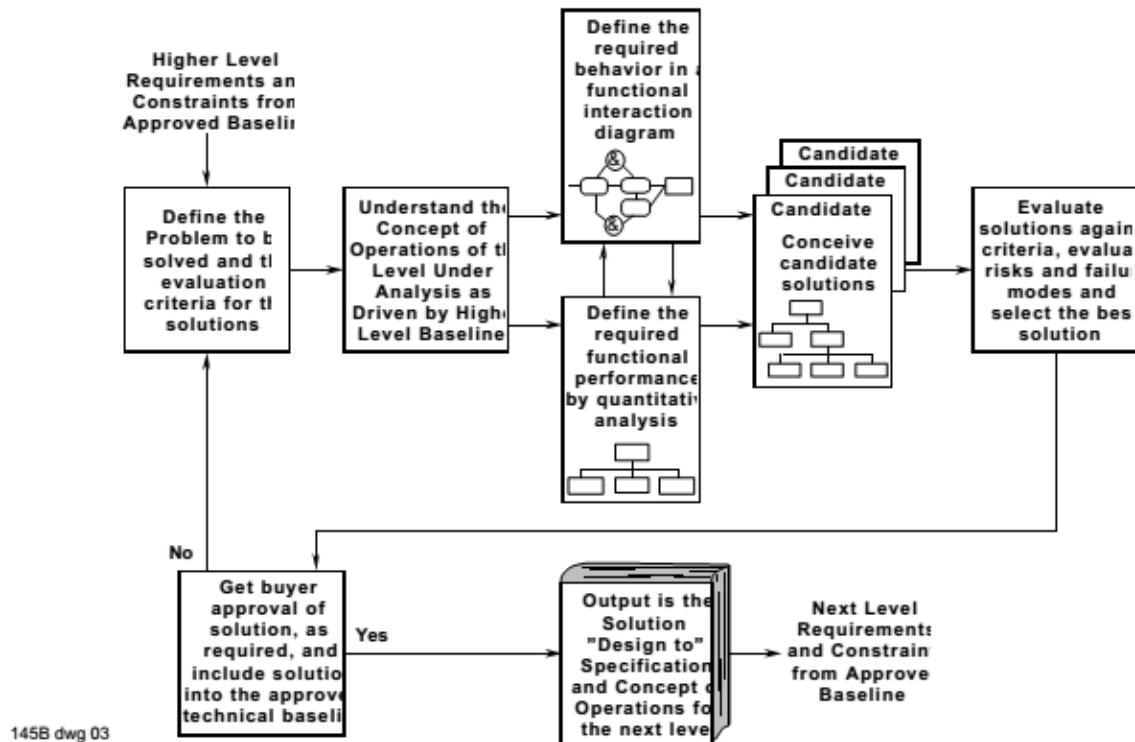 Higher Level
Requirements an
Constraints from
Approved Baselin
Define the
Problem to b
solved and th
evaluation
criteria for th
solutions
Understand the
Concept of
Operations of th
Level Under
Analysis as
Driven by Highe
Level Baseline
Define the
required
behavior in a
functional
interaction
diagram
&
&
Define the
required
functional
performance
by quantitativ
analysis
Candidate
Candidate
Candidate
Conceive
candidate
solutions
Evaluate
solutions again
criteria, evalua
risks and failu
modes and
select the bes
solution
No
Get buyer
approval of
solution, as
required, and
include solutio
into the approve
technical baseli
Yes
Output is the
Solution
"Design to"
Specification
and Concept o
Operations fo
the next leve
Next Level
Requirements
and Constrain
from Approve
Baseline
145B dwg 03